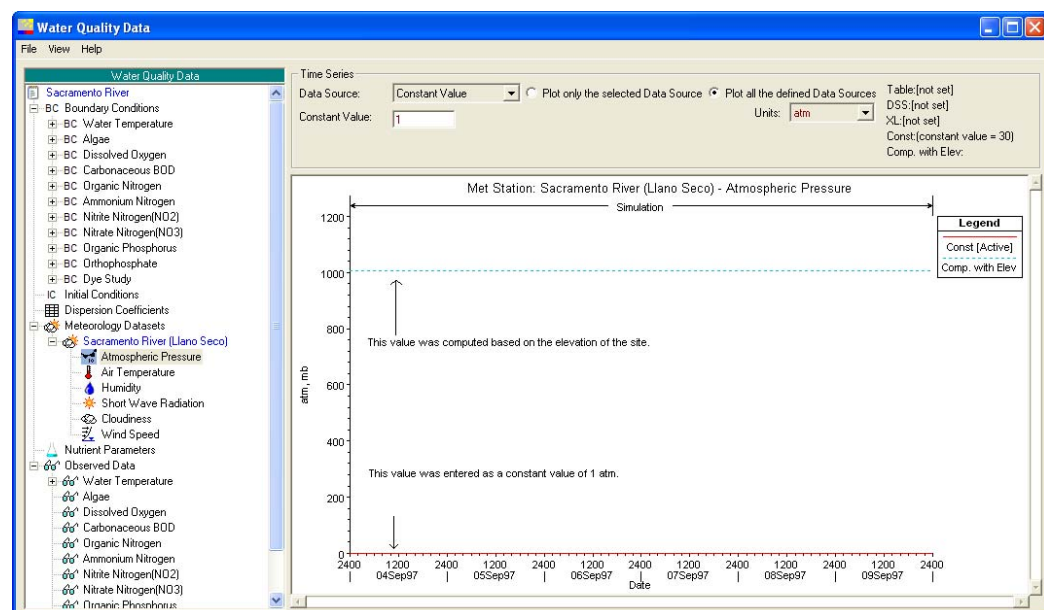 Water Quality Data
File View Help
Water Quality Data
Sacramento River
BC Boundary Conditions
BC Water Temperature
BC Algae
BC Dissolved Oxygen
BC Carbonaceous BOD
BC Organic Nitrogen
BC Ammonium Nitrogen
BC Nitrite Nitrogen(NO2)
BC Nitrate Nitrogen(NO3)
BC Organic Phosphorus
BC Orthophosphate
BC Dye Study
IC Initial Conditions
Dispersion Coefficients
Meteorology Datasets
Sacramento River (Llano Seco)
Atmospheric Pressure
Air Temperature
Humidity
Short Wave Radiation
Cloudiness
Wind Speed
Nutrient Parameters
Observed Data
Water Temperature
Algae
Dissolved Oxygen
Carbonaceous BOD
Organic Nitrogen
Ammonium Nitrogen
Nitrite Nitrogen(NO2)
Nitrate Nitrogen(NO3)
Organic Phosphorus
Time Series
Data Source: Constant Value Plot only the selected Data Source Plot all the defined Data Sources
Constant Value: 1 Units: atm
Table:[not set]
DSS:[not set]
XL:[not set]
Const:(constant value = 30)
Comp. with Elev:
Met Station: Sacramento River (Llano Seco) - Atmospheric Pressure
Simulation
Legend
Const [Active]
Comp. with Elev
1200
1000
800
This value was computed based on the elevation of the site.
600
atm, mb
400
This value was entered as a constant value of 1 atm.
200
0
2400 1200 2400 1200 2400 1200 2400 1200 2400 1200 2400 1200 2400
04Sep97 05Sep97 06Sep97 07Sep97 08Sep97 09Sep97
Date